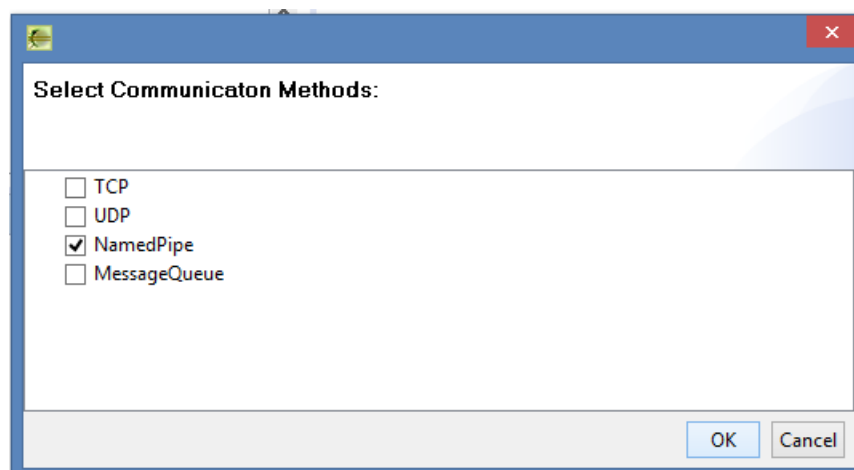 Select Communicaton Methods:
TCP
UDP
NamedPipe
MessageQueue
OK Cancel